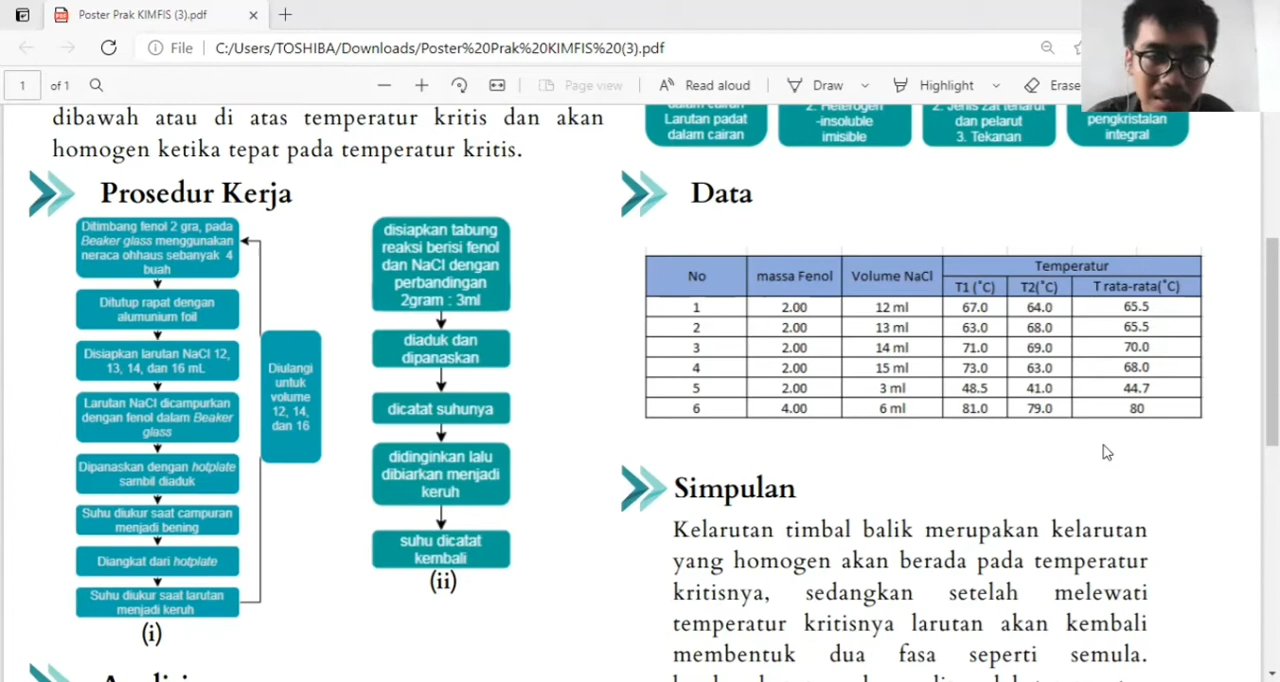 Poster Prak KIMFIS (3).pdf
File
C:/Users/TOSHIBA/Downloads/Poster%20Prak%20KIMFIS%20(3).pdf
1 of 1
Page view
Read aloud
Draw
Highlight
Erase
dibawah atau di atas temperatur kritis dan akan
homogen ketika tepat pada temperatur kritis.
dalam cairan
Larutan padat
dalam cairan
2. Heterogen
-insoluble
imisible
2. Jenis zat terlarut
dan pelarut
3. Tekanan
pengkristalan
integral
Prosedur Kerja
Ditimbang fenol 2 gra, pada
Beaker glass menggunakan
neraca ohhaus sebanyak 4
buah
Ditutup rapat dengan
alumunium foil
Disiapkan larutan NaCl 12,
13, 14, dan 16 mL
Larutan NaCl dicampurkan
dengan fenol dalam Beaker
glass
Dipanaskan dengan hotplate
sambil diaduk
Suhu diukur saat campuran
menjadi bening
Diangkat dari hotplate
Suhu diukur saat larutan
menjadi keruh
(i)
Diulangi
untuk
volume
12, 14,
dan 16
disiapkan tabung
reaksi berisi fenol
dan NaCl dengan
perbandingan
2gram : 3ml
diaduk dan
dipanaskan
dicatat suhunya
didinginkan lalu
dibiarkan menjadi
keruh
suhu dicatat
kembali
(ii)
Data
No massa Fenol Volume NaCl Temperatur
T1 (˚C) T2(˚C) T rata-rata(˚C)
1 2.00 12 ml 67.0 64.0 65.5
2 2.00 13 ml 63.0 68.0 65.5
3 2.00 14 ml 71.0 69.0 70.0
4 2.00 15 ml 73.0 63.0 68.0
5 2.00 3 ml 48.5 41.0 44.7
6 4.00 6 ml 81.0 79.0 80
Simpulan
Kelarutan timbal balik merupakan kelarutan
yang homogen akan berada pada temperatur
kritisnya, sedangkan setelah melewati
temperatur kritisnya larutan akan kembali
membentuk dua fasa seperti semula.